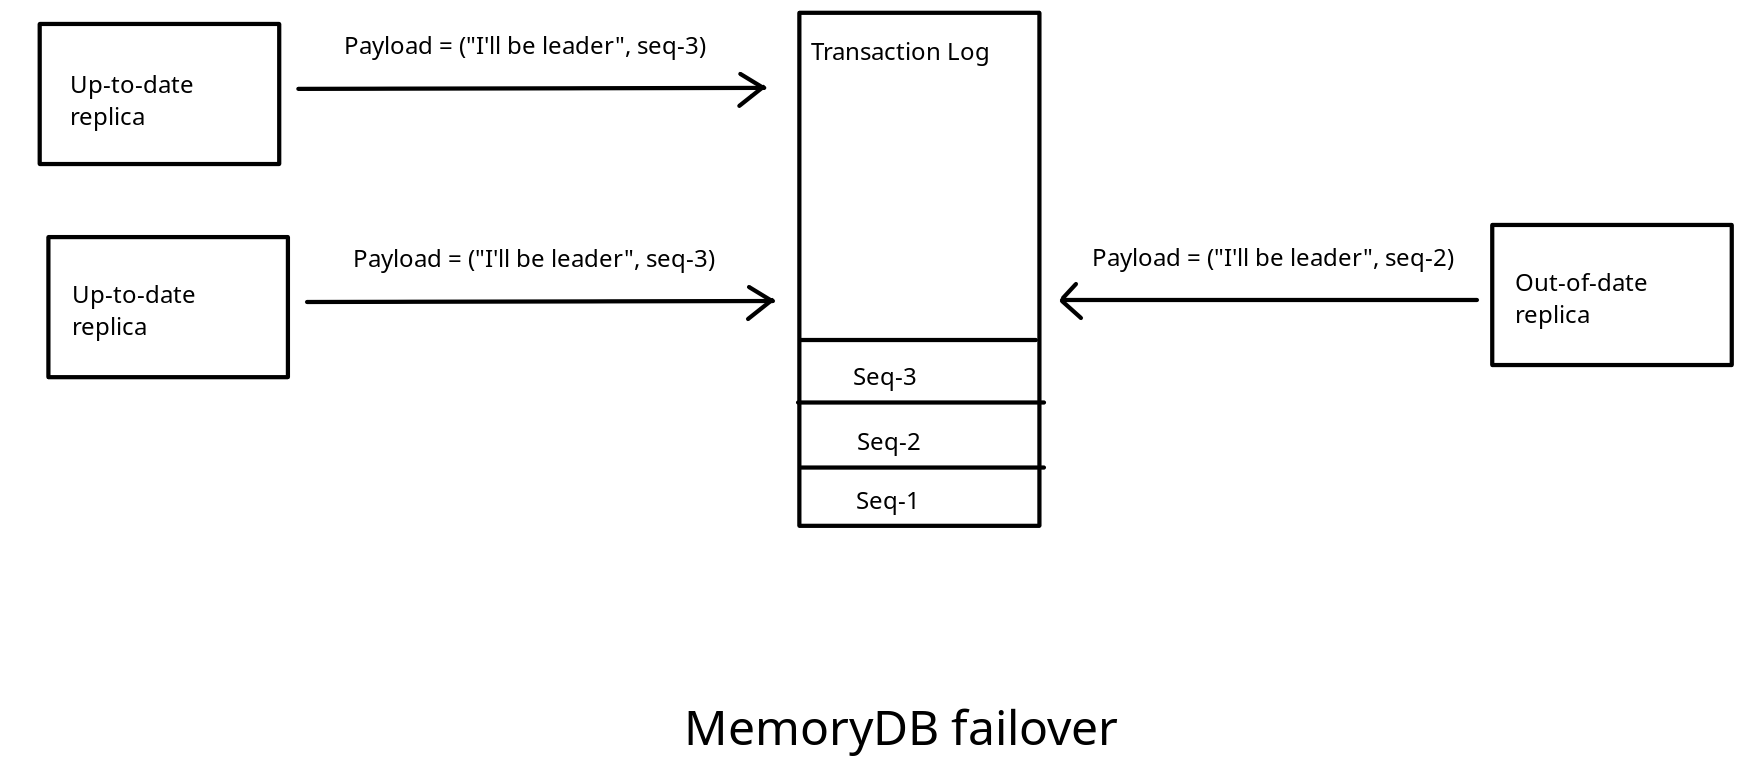 Payload = ("I'll be leader", seq-3)
Transaction Log
Up-to-date
replica
Payload = ("I'll be leader", seq-3)
Up-to-date
replica
Payload = ("I'll be leader", seq-2)
Out-of-date
replica
Seq-3
Seq-2
Seq-1
MemoryDB failover